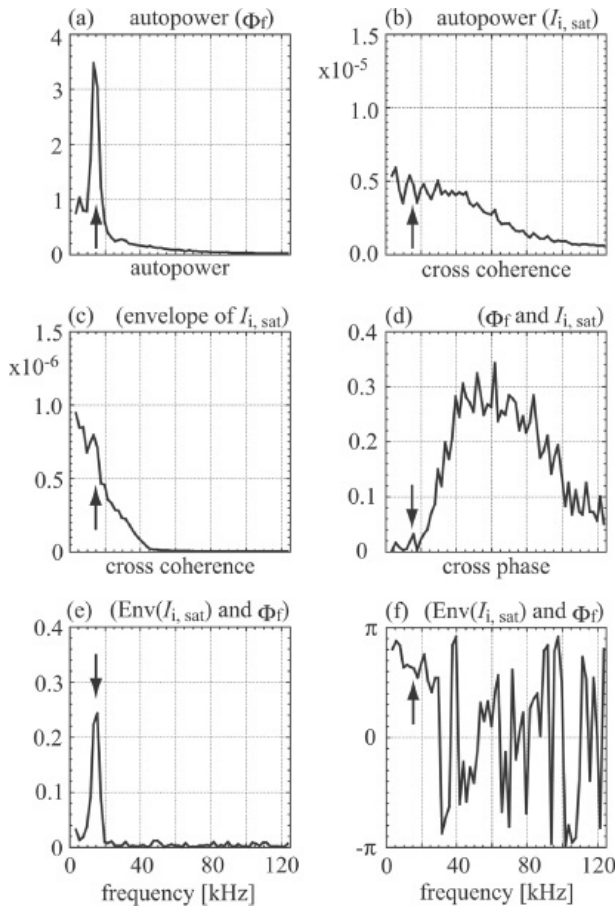 (a) autopower (Φf)
4
3
2
1
0
(b) autopower (Ii, sat)
x10-5
1.5
1.0
0.5
0.0
autopower
(c) (envelope of Ii, sat)
x10-6
1.5
1.0
0.5
0
cross coherence
(d) (Φf and Ii, sat)
0.4
0.3
0.2
0.1
0
cross coherence
(e) (Env(Ii, sat) and Φf)
0.4
0.3
0.2
0.1
0
0 40 80 120
frequency [kHz]
cross phase
(f) (Env(Ii, sat) and Φf)
π
0
-π
0 40 80 120
frequency [kHz]